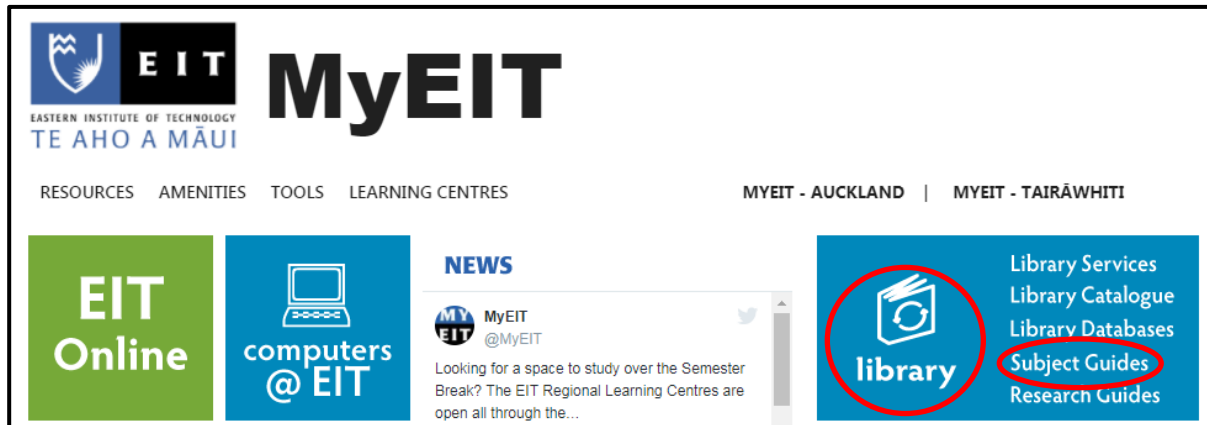 EIT
EASTERN INSTITUTE OF TECHNOLOGY
TE AHO A MĀUI
MyEIT
RESOURCES AMENITIES TOOLS LEARNING CENTRES
MYEIT - AUCKLAND | MYEIT - TAIRĀWHITI
EIT
Online
computers
@ EIT
NEWS
MY
EIT
MyEIT
@MyEIT
Looking for a space to study over the Semester
Break? The EIT Regional Learning Centres are
open all through the...
library
Library Services
Library Catalogue
Library Databases
Subject Guides
Research Guides